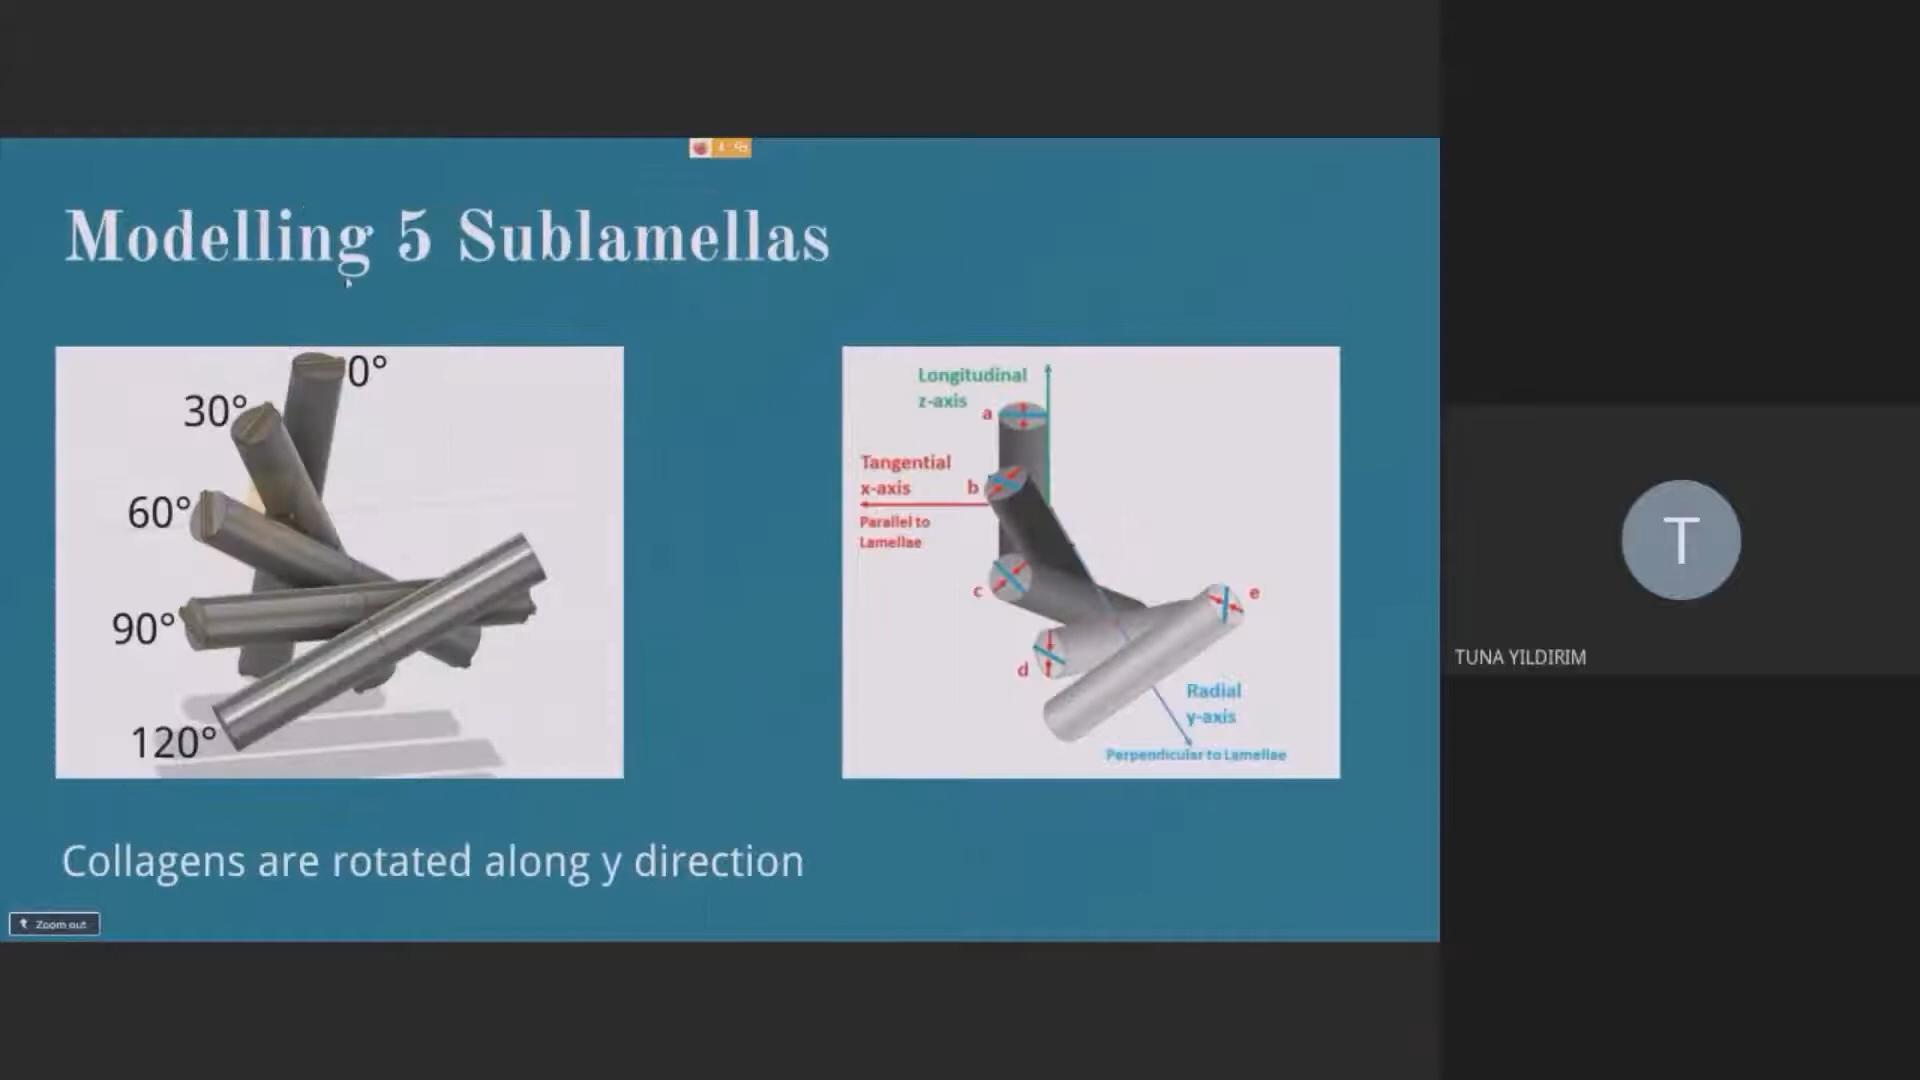 Modelling 5 Sublamellas
0°
30°
60°
90°
120°
Longitudinal
z-axis
a
Tangential
x-axis
b
Parallel to
Lamellae
c
e
d
Radial
y-axis
Perpendicular to Lamellae
Collagens are rotated along y direction
Zoom out
T
TUNA YILDIRIM